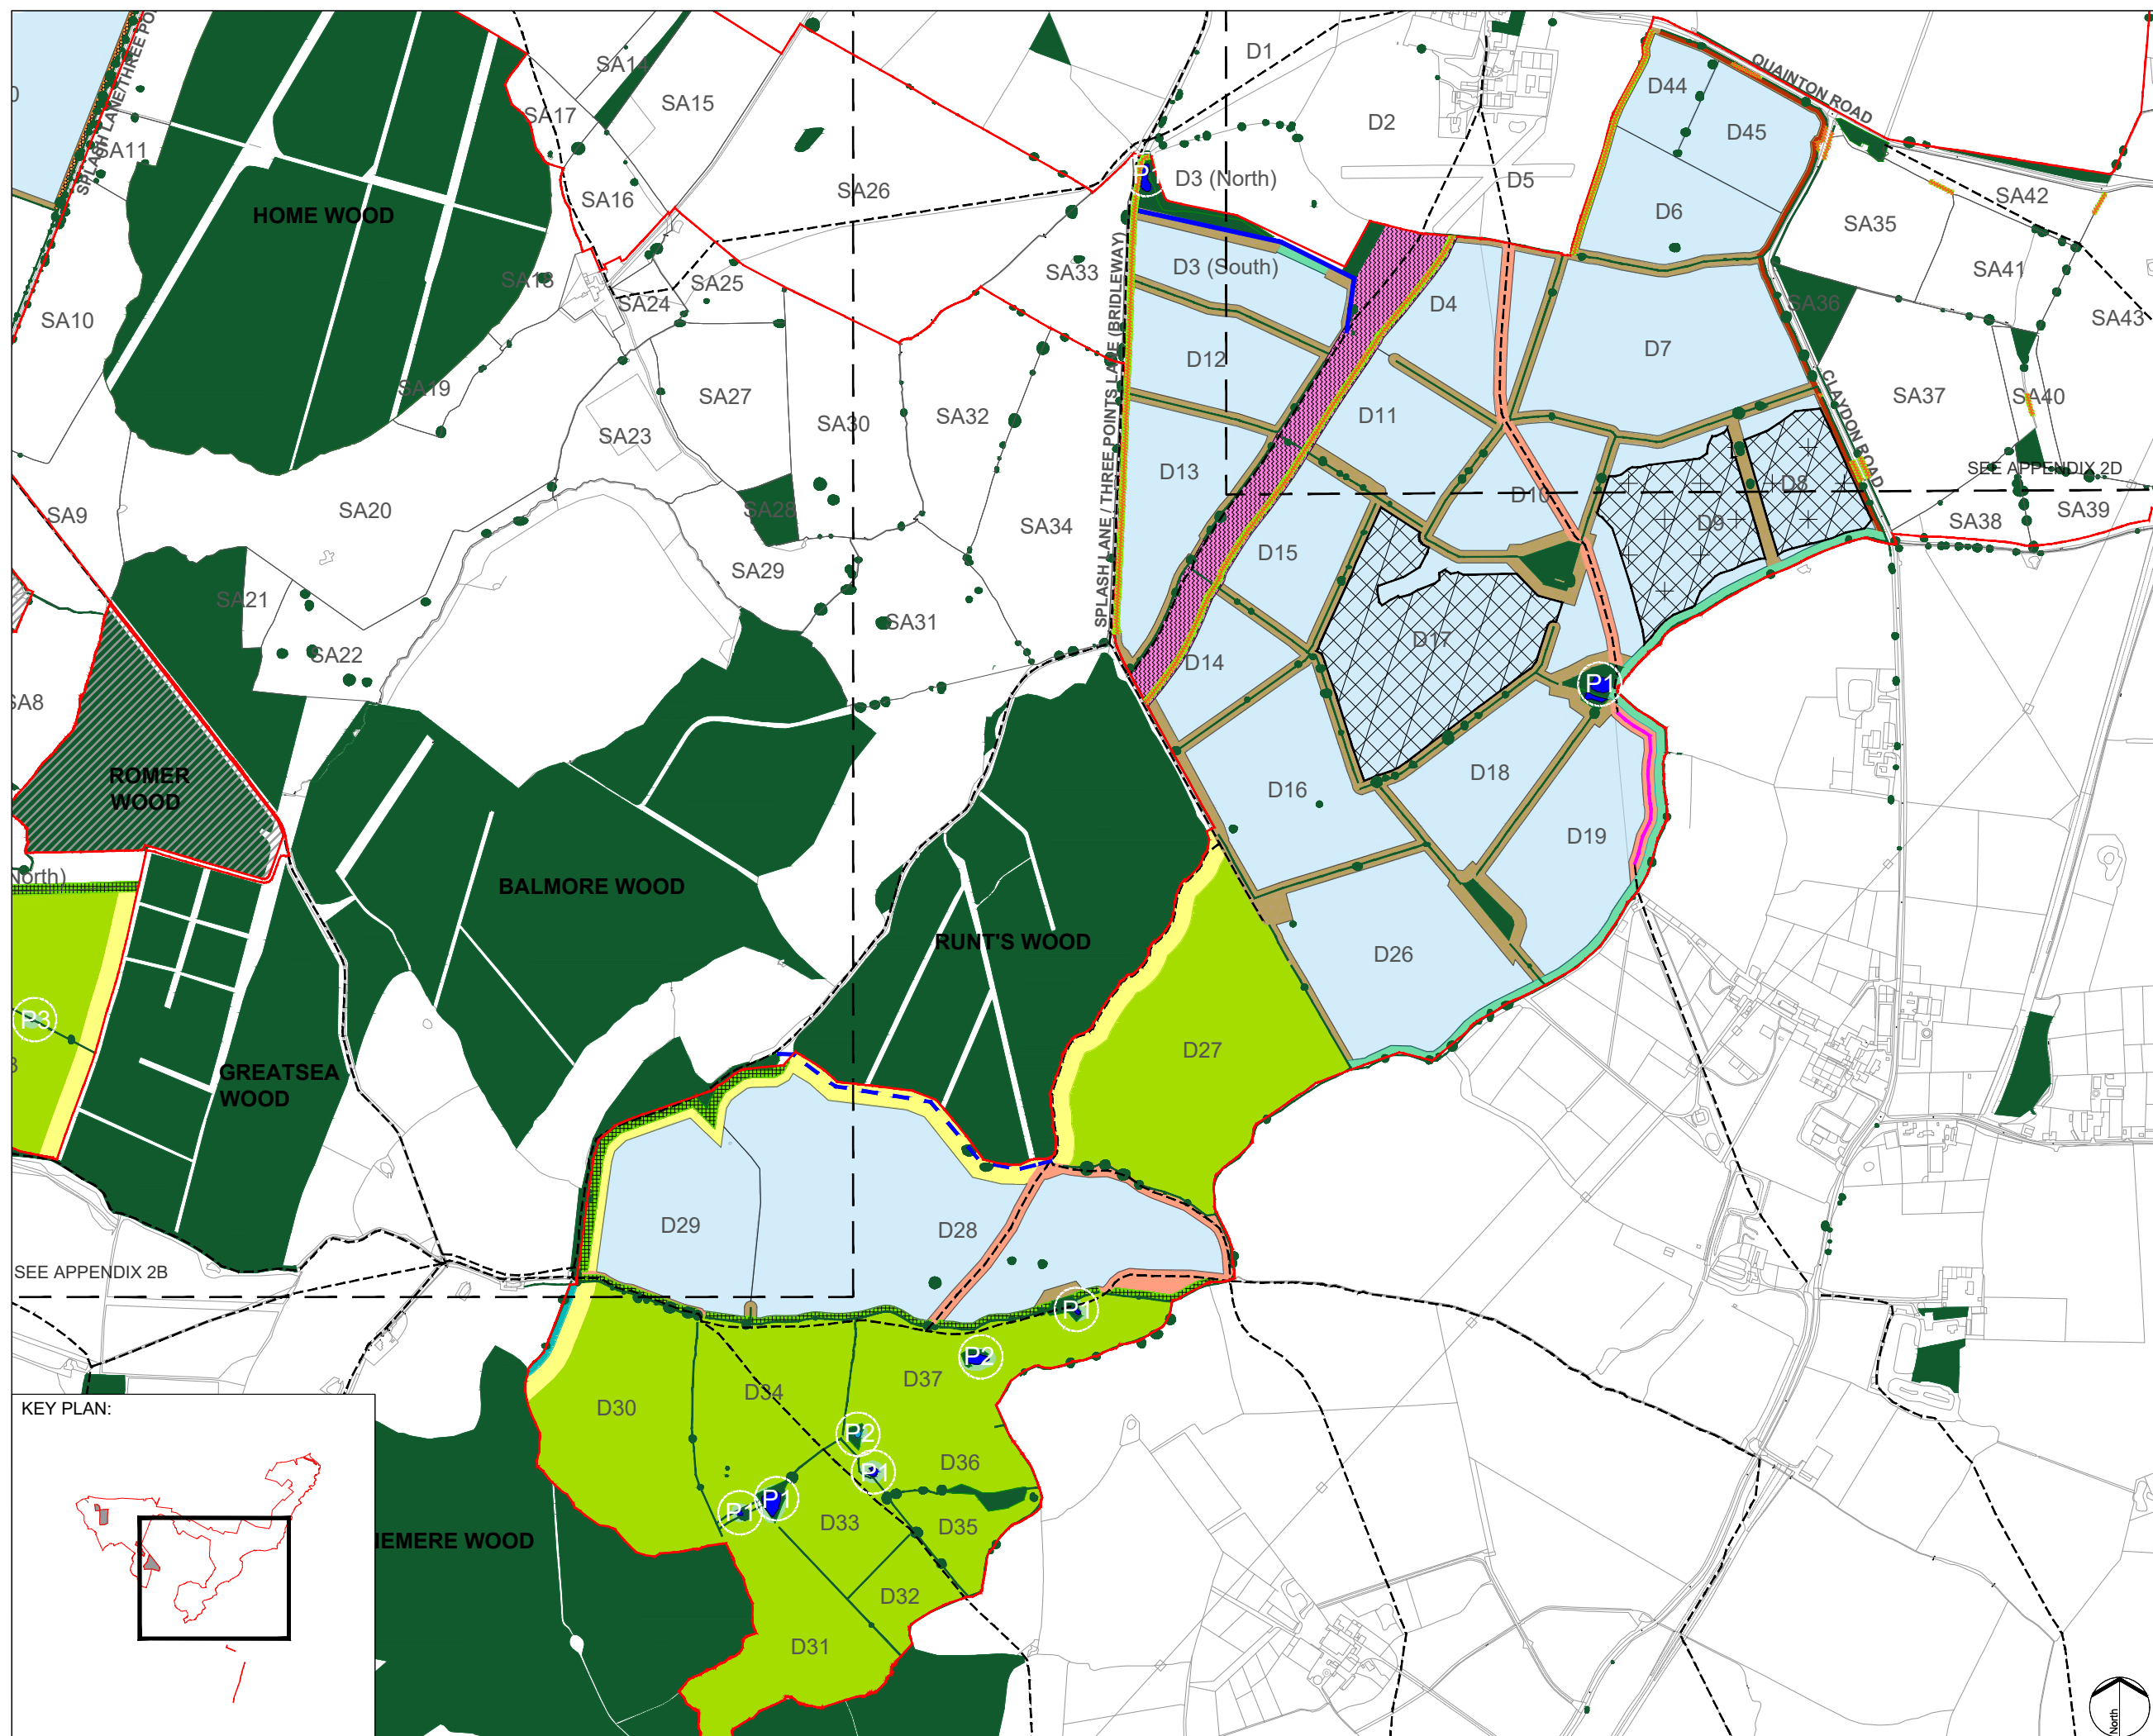 SPLASH LANE/THREE PO
QUAINTON ROAD
D1
SA14
SA17
SA15
D2
D44
D45
SA11
SA16
SA26
D3 (North)
P1
D5
D6
SA42
SA35
HOME WOOD
SA18
SA24
SA25
SA33
D3 (South)
D4
SA41
SA36
SA43
SA10
SPLASH LANE / THREE POINTS LANE (BRIDLEWAY)
D12
D7
SA19
SA27
SA30
SA32
D11
SA37
SA40
CLAYDON ROAD
SA23
D13
SEE APPENDIX 2D
SA9
SA20
SA28
SA34
D10
D9
D8
SA38
SA39
SA29
D15
SA21
SA22
SA31
D14
D17
P1
SA8
ROMER
WOOD
D16
D18
D19
North)
BALMORE WOOD
RUNT'S WOOD
D26
P3
D27
GREATSEA
WOOD
D29
D28
SEE APPENDIX 2B
P1
P2
D30
D34
D37
KEY PLAN:
P2
P1
D36
P1
P1
D33
D35
IEMERE WOOD
D32
D31
North